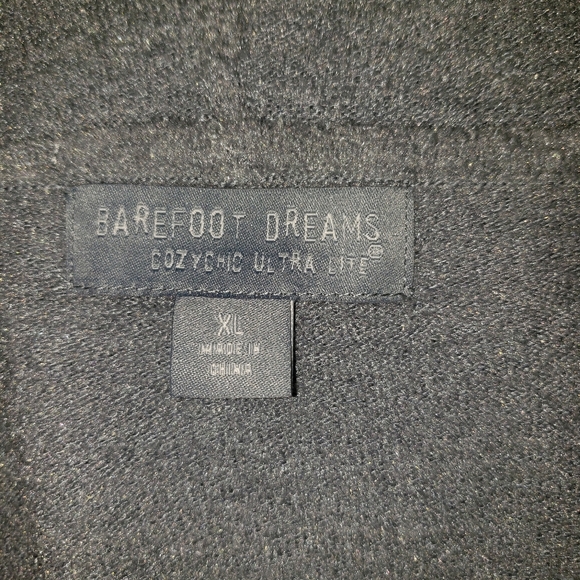 BAREFOOT DREAMS
COZYCHIC ULTRA LITE®
XL
MADE IN
CHINA